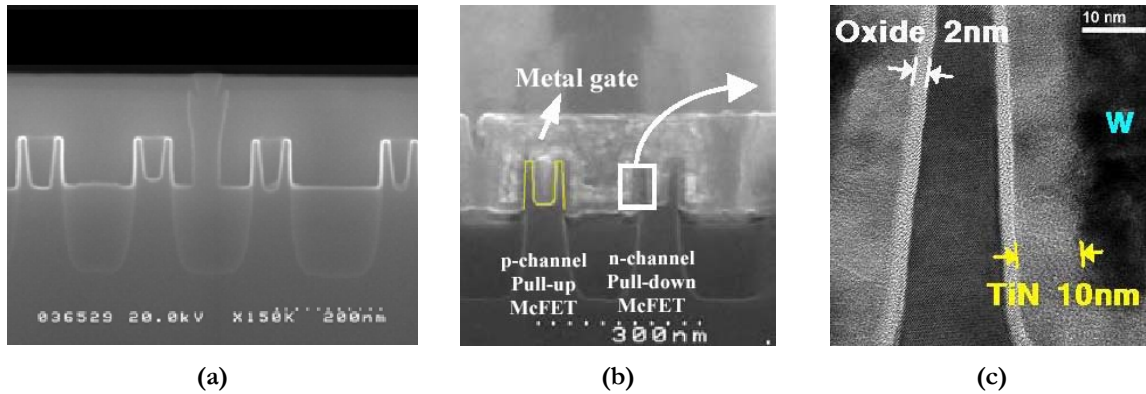 036529 20.0kV X150K 200nm
(a)
Metal gate
p-channel
Pull-up
McFET
n-channel
Pull-down
McFET
300nm
(b)
10 nm
Oxide 2nm
W
TiN 10nm
(c)